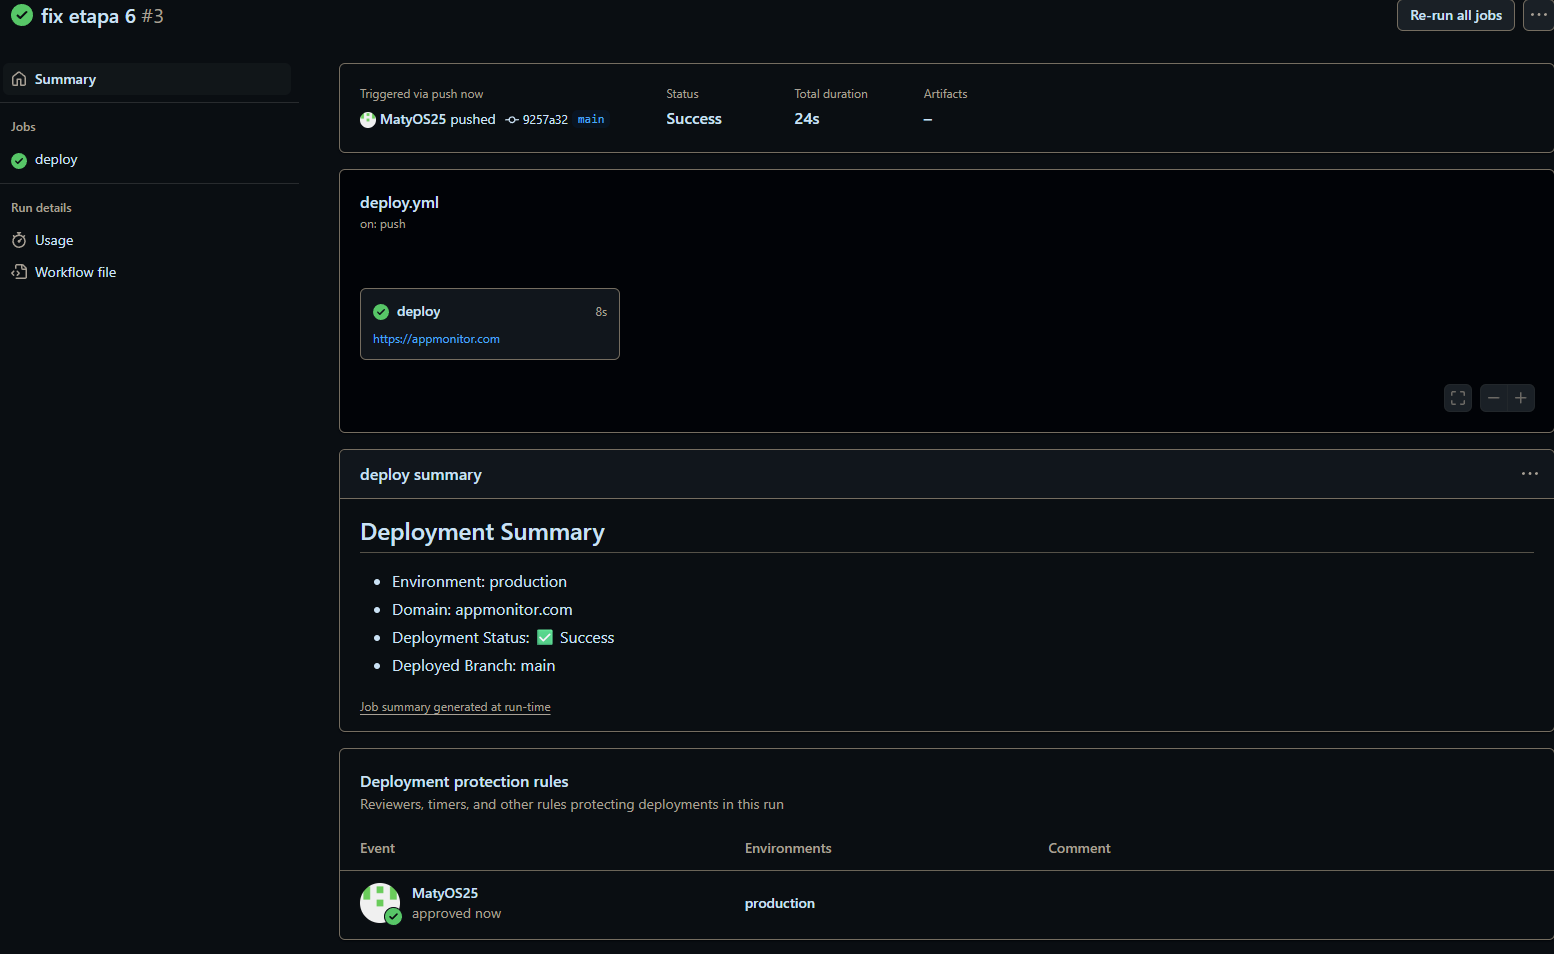 fix etapa 6 #3
Re-run all jobs
Summary
Jobs
deploy
Run details
Usage
Workflow file
Triggered via push now
MatyOS25 pushed 9257a32 main
Status
Success
Total duration
24s
Artifacts
–
deploy.yml
on: push
deploy 8s
https://appmonitor.com
deploy summary
Deployment Summary
• Environment: production
• Domain: appmonitor.com
• Deployment Status: ✅ Success
• Deployed Branch: main
Job summary generated at run-time
Deployment protection rules
Reviewers, timers, and other rules protecting deployments in this run
Event Environments Comment
MatyOS25
approved now
production